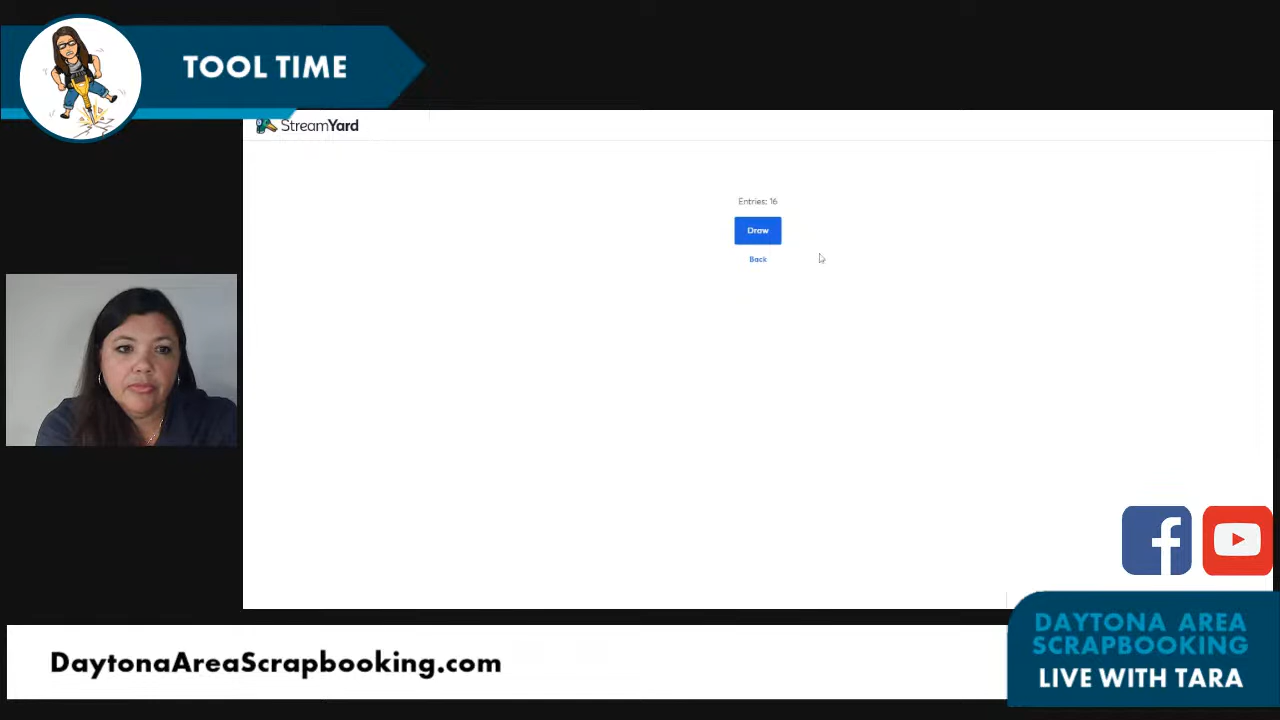 TOOL TIME
StreamYard
Entries: 16
Draw
Back
DAYTONA AREA
SCRAPBOOKING
LIVE WITH TARA
DaytonaAreaScrapbooking.com